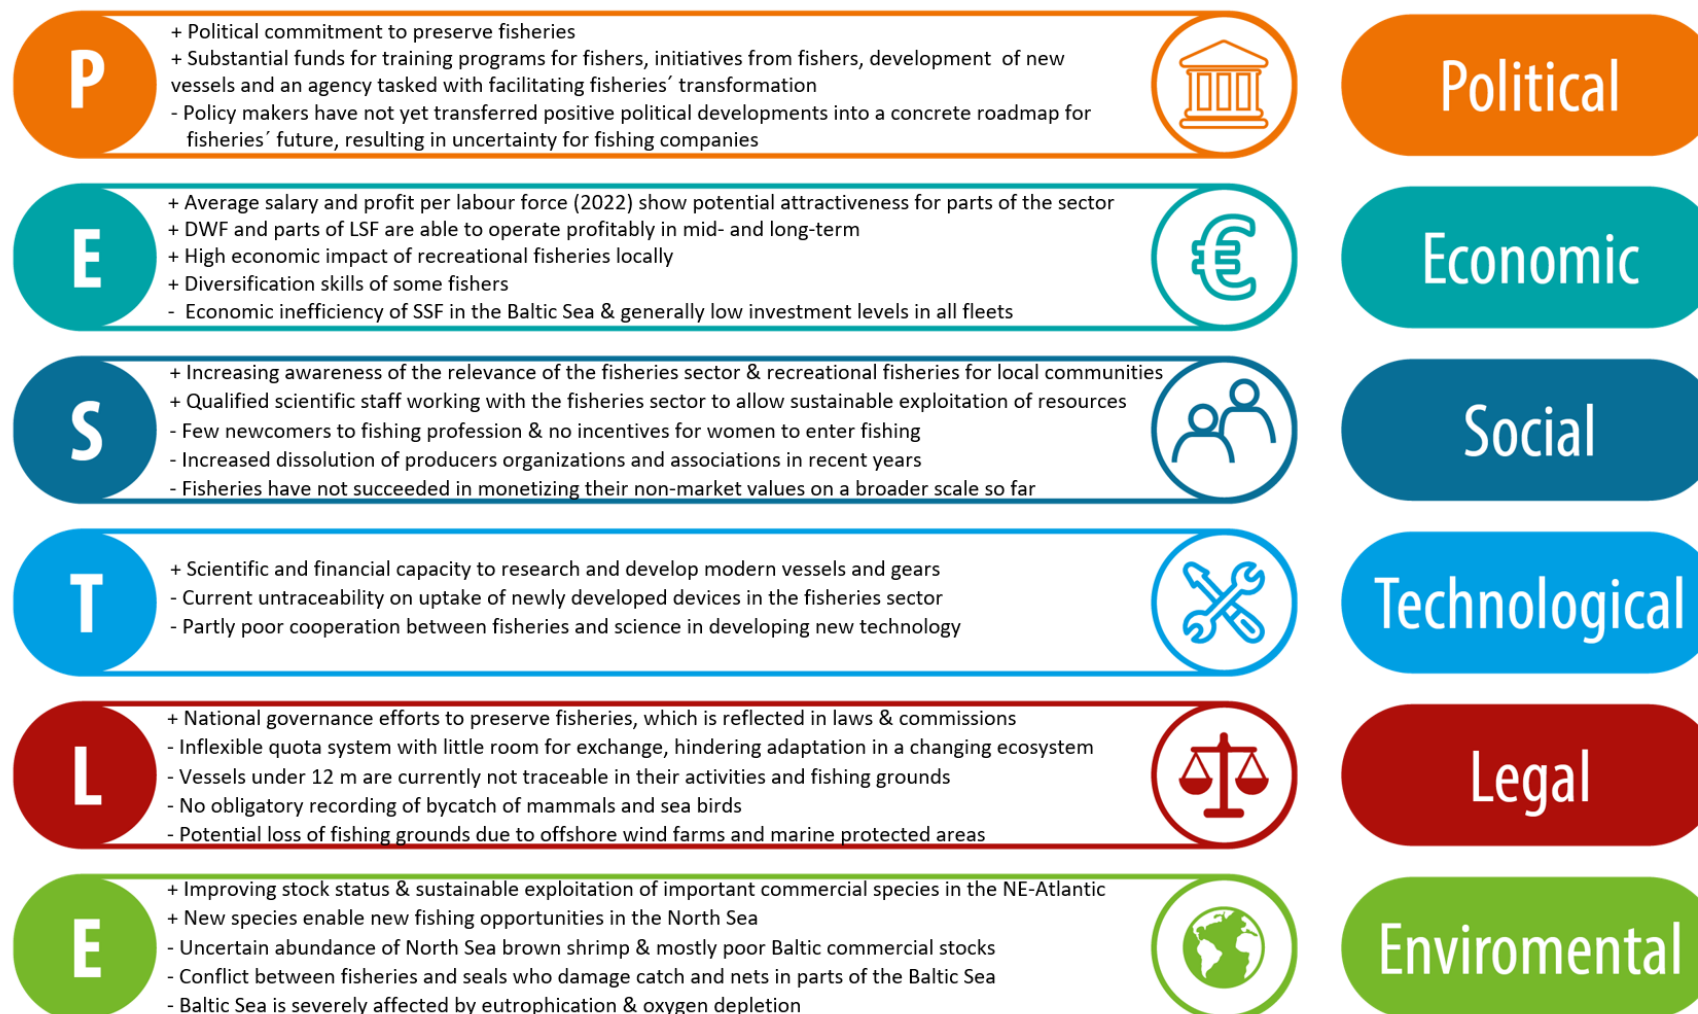 P
+ Political commitment to preserve fisheries
+ Substantial funds for training programs for fishers, initiatives from fishers, development of new
vessels and an agency tasked with facilitating fisheries´ transformation
- Policy makers have not yet transferred positive political developments into a concrete roadmap for
fisheries´ future, resulting in uncertainty for fishing companies
Political
E
+ Average salary and profit per labour force (2022) show potential attractiveness for parts of the sector
+ DWF and parts of LSF are able to operate profitably in mid- and long-term
+ High economic impact of recreational fisheries locally
+ Diversification skills of some fishers
- Economic inefficiency of SSF in the Baltic Sea & generally low investment levels in all fleets
€
Economic
S
+ Increasing awareness of the relevance of the fisheries sector & recreational fisheries for local communities
+ Qualified scientific staff working with the fisheries sector to allow sustainable exploitation of resources
- Few newcomers to fishing profession & no incentives for women to enter fishing
- Increased dissolution of producers organizations and associations in recent years
- Fisheries have not succeeded in monetizing their non-market values on a broader scale so far
Social
T
+ Scientific and financial capacity to research and develop modern vessels and gears
- Current untraceability on uptake of newly developed devices in the fisheries sector
- Partly poor cooperation between fisheries and science in developing new technology
Technological
L
+ National governance efforts to preserve fisheries, which is reflected in laws & commissions
- Inflexible quota system with little room for exchange, hindering adaptation in a changing ecosystem
- Vessels under 12 m are currently not traceable in their activities and fishing grounds
- No obligatory recording of bycatch of mammals and sea birds
- Potential loss of fishing grounds due to offshore wind farms and marine protected areas
Legal
E
+ Improving stock status & sustainable exploitation of important commercial species in the NE-Atlantic
+ New species enable new fishing opportunities in the North Sea
- Uncertain abundance of North Sea brown shrimp & mostly poor Baltic commercial stocks
- Conflict between fisheries and seals who damage catch and nets in parts of the Baltic Sea
- Baltic Sea is severely affected by eutrophication & oxygen depletion
Enviromental